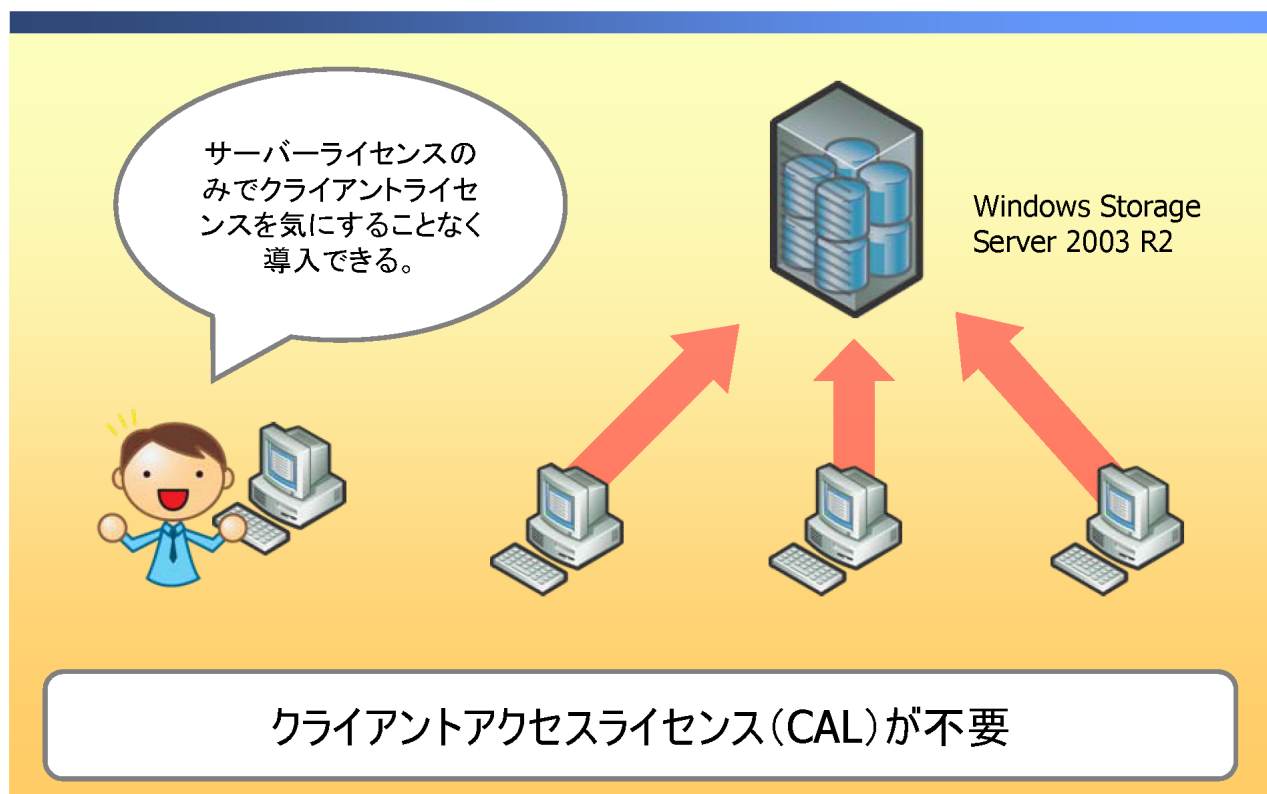 サーバーライセンスの
みでクライアントライセ
ンスを気にすることなく
導入できる。
Windows Storage
Server 2003 R2
クライアントアクセスライセンス（CAL）が不要